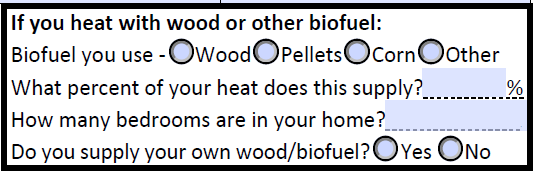 If you heat with wood or other biofuel:
Biofuel you use - Wood Pellets Corn Other
What percent of your heat does this supply? %
How many bedrooms are in your home?
Do you supply your own wood/biofuel? Yes No